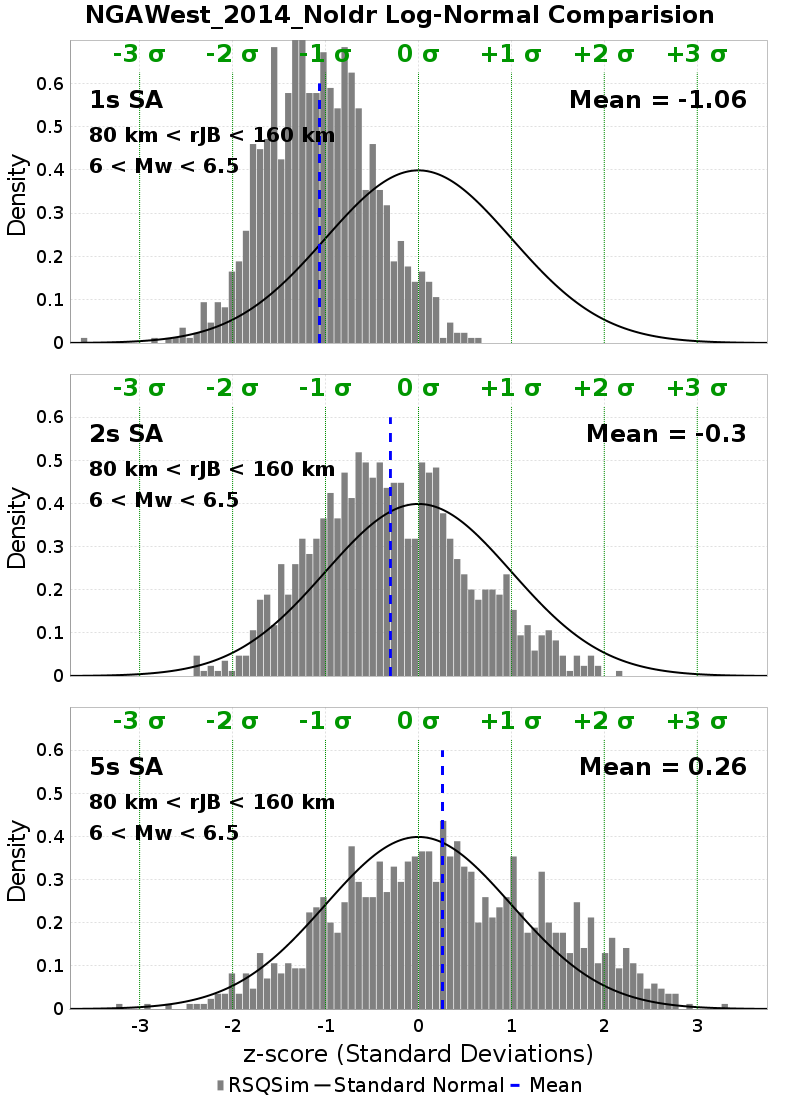 NGAWest_2014_NoIdr Log-Normal Comparision
-3 σ -2 σ -1 σ 0 σ +1 σ +2 σ +3 σ
1s SA Mean = -1.06
80 km < rJB < 160 km
6 < Mw < 6.5
0.6
0.5
0.4
0.3
0.2
0.1
0
Density
-3 σ -2 σ -1 σ 0 σ +1 σ +2 σ +3 σ
2s SA Mean = -0.3
80 km < rJB < 160 km
6 < Mw < 6.5
0.6
0.5
0.4
0.3
0.2
0.1
0
Density
-3 σ -2 σ -1 σ 0 σ +1 σ +2 σ +3 σ
5s SA Mean = 0.26
80 km < rJB < 160 km
6 < Mw < 6.5
0.6
0.5
0.4
0.3
0.2
0.1
0
Density
-3 -2 -1 0 1 2 3
z-score (Standard Deviations)
RSQSim Standard Normal Mean